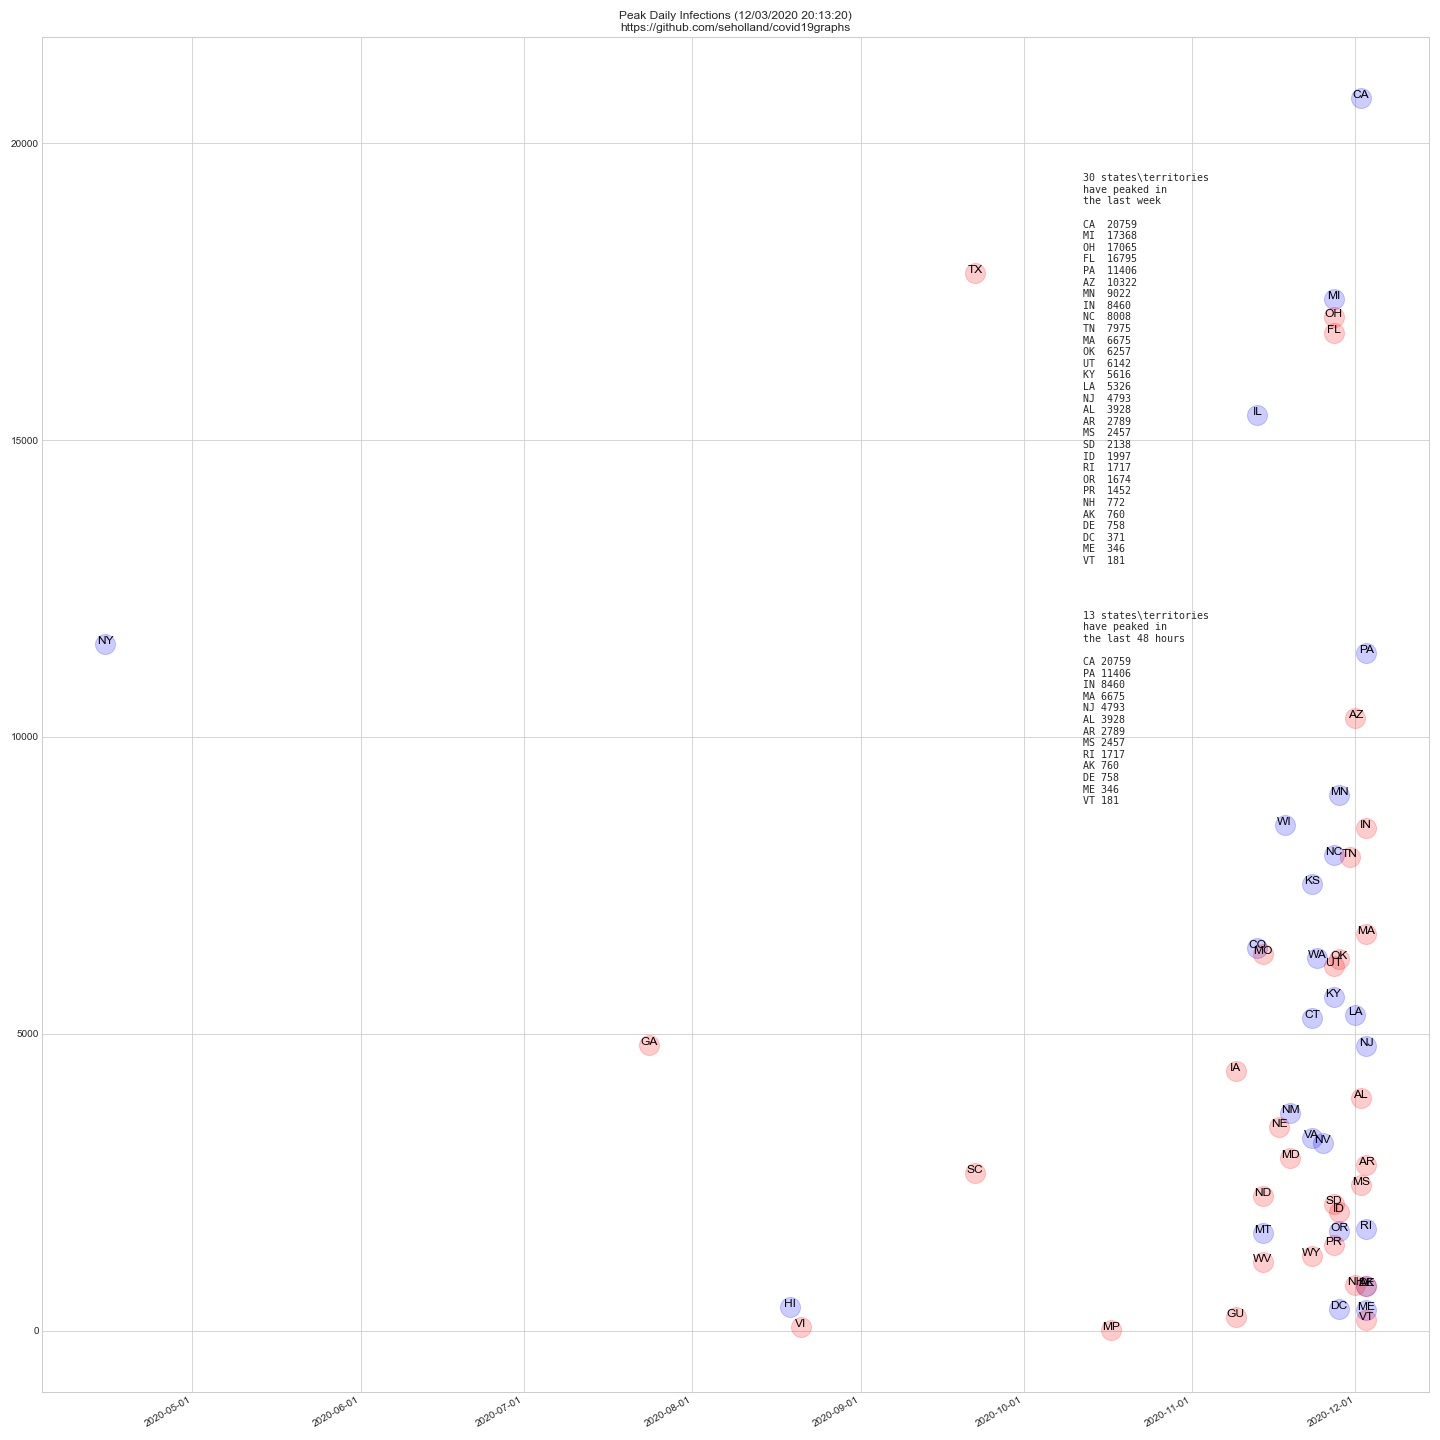 Peak Daily Infections (12/03/2020 20:13:20)
https://github.com/seholland/covid19graphs
CA
20000
30 states\territories
have peaked in
the last week
CA  20759
MI  17368
OH  17065
FL  16795
PA  11406
AZ  10322
MN  9022
IN  8460
NC  8008
TN  7975
MA  6675
OK  6257
UT  6142
KY  5616
LA  5326
NJ  4793
AL  3928
AR  2789
MS  2457
SD  2138
ID  1997
RI  1717
OR  1674
PR  1452
NH  772
AK  760
DE  758
DC  371
ME  346
VT  181
TX
MI
OH
FL
IL
15000
13 states\territories
have peaked in
the last 48 hours
CA 20759
PA 11406
IN 8460
MA 6675
NJ 4793
AL 3928
AR 2789
MS 2457
RI 1717
AK 760
DE 758
ME 346
VT 181
NY
PA
AZ
10000
MN
WI
IN
NC
TN
KS
MA
CO
MO
WA
OK
UT
KY
LA
CT
5000
GA
NJ
IA
AL
NM
NE
VA
NV
MD
AR
SC
MS
ND
SD
ID
MT
OR
RI
PR
WV
WY
NH
HI
DC
ME
VI
GU
VT
MP
0
2020-05-01
2020-06-01
2020-07-01
2020-08-01
2020-09-01
2020-10-01
2020-11-01
2020-12-01